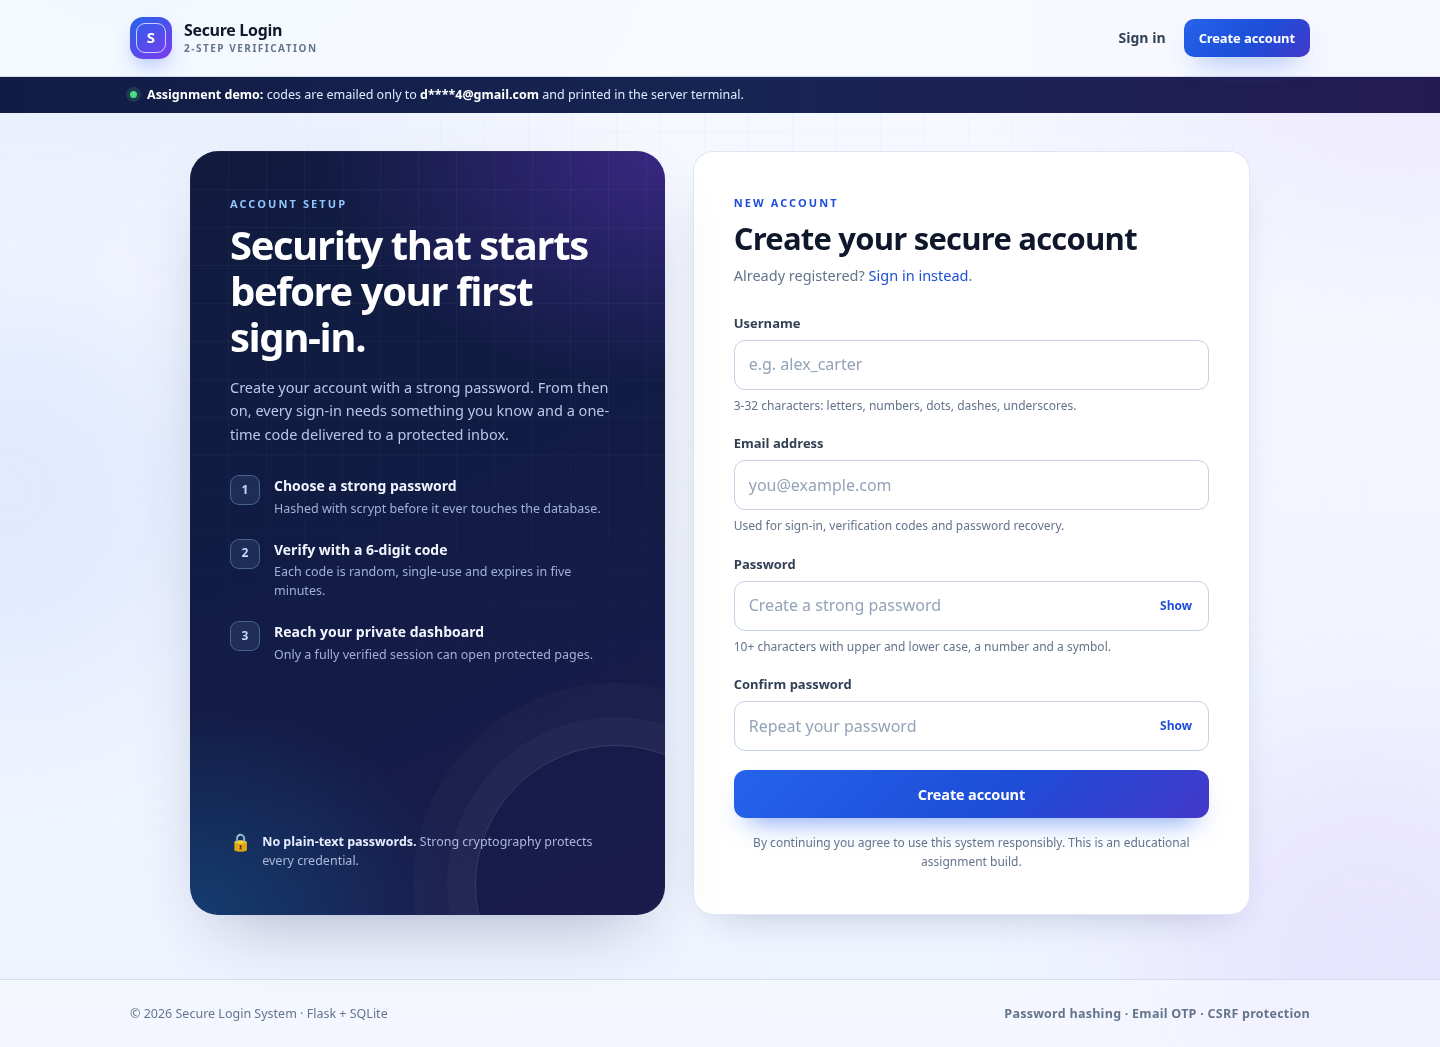 S
Secure Login
2-STEP VERIFICATION
Sign in
Create account
Assignment demo: codes are emailed only to d****4@gmail.com and printed in the server terminal.
ACCOUNT SETUP
Security that starts
before your first
sign-in.
Create your account with a strong password. From then
on, every sign-in needs something you know and a one-
time code delivered to a protected inbox.
1
Choose a strong password
Hashed with scrypt before it ever touches the database.
2
Verify with a 6-digit code
Each code is random, single-use and expires in five
minutes.
3
Reach your private dashboard
Only a fully verified session can open protected pages.
No plain-text passwords. Strong cryptography protects
every credential.
NEW ACCOUNT
Create your secure account
Already registered? Sign in instead.
Username
e.g. alex_carter
3-32 characters: letters, numbers, dots, dashes, underscores.
Email address
you@example.com
Used for sign-in, verification codes and password recovery.
Password
Create a strong password
Show
10+ characters with upper and lower case, a number and a symbol.
Confirm password
Repeat your password
Show
Create account
By continuing you agree to use this system responsibly. This is an educational
assignment build.
© 2026 Secure Login System · Flask + SQLite
Password hashing · Email OTP · CSRF protection